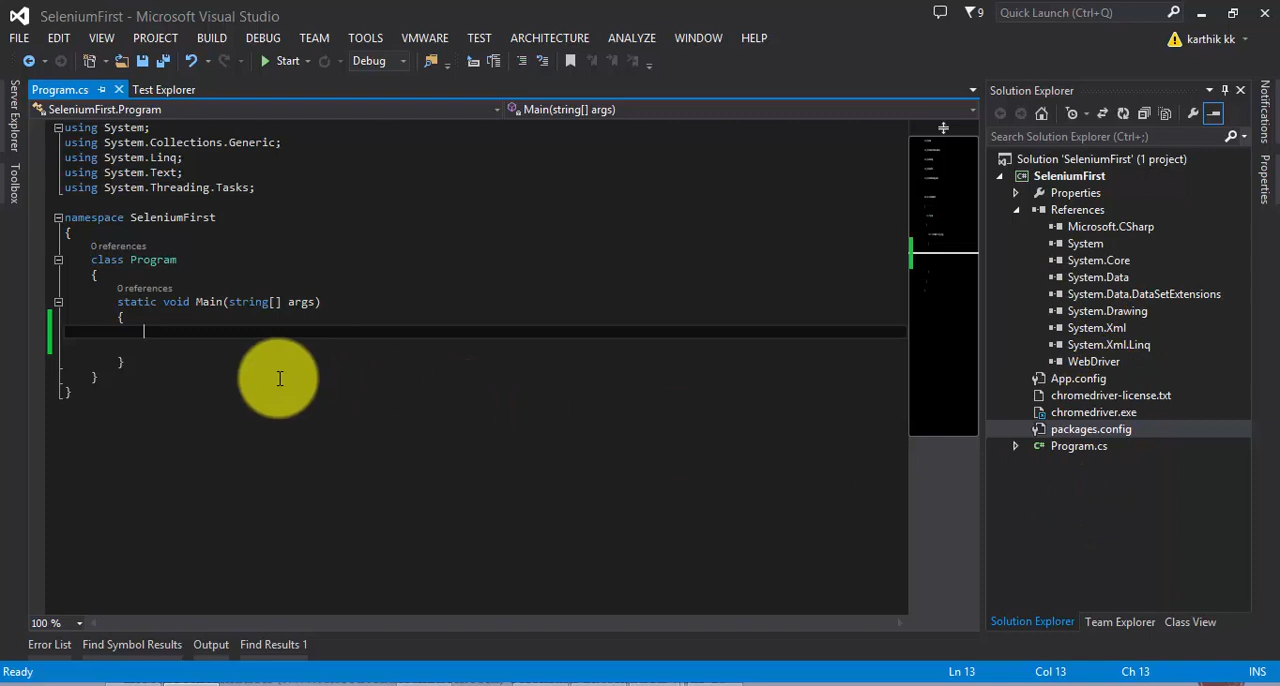 SeleniumFirst - Microsoft Visual Studio
9
Quick Launch (Ctrl+Q)
FILE EDIT VIEW PROJECT BUILD DEBUG TEAM TOOLS VMWARE TEST ARCHITECTURE ANALYZE WINDOW HELP
karthik kk
Start
Debug
Program.cs
Test Explorer
SeleniumFirst.Program
Main(string[] args)
using System;
using System.Collections.Generic;
using System.Linq;
using System.Text;
using System.Threading.Tasks;
namespace SeleniumFirst
{
0 references
class Program
{
0 references
static void Main(string[] args)
{
}
}
}
100 %
Server Explorer
Toolbox
Solution Explorer
Search Solution Explorer (Ctrl+;)
Solution 'SeleniumFirst' (1 project)
SeleniumFirst
Properties
References
Microsoft.CSharp
System
System.Core
System.Data
System.Data.DataSetExtensions
System.Drawing
System.Xml
System.Xml.Linq
WebDriver
App.config
chromedriver-license.txt
chromedriver.exe
packages.config
Program.cs
Solution Explorer Team Explorer Class View
Notifications
Properties
Error List Find Symbol Results Output Find Results 1
Ready
Ln 13 Col 13 Ch 13 INS